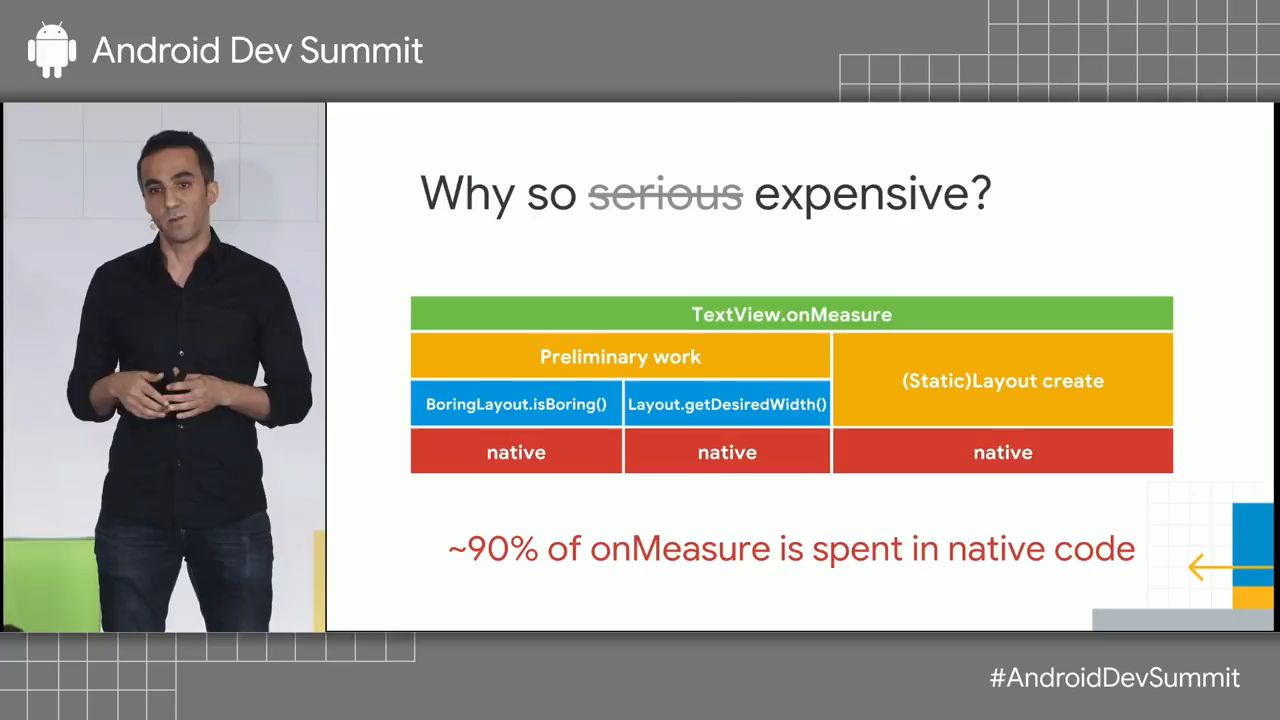 Android Dev Summit
Why so serious expensive?
TextView.onMeasure
Preliminary work
(Static)Layout create
BoringLayout.isBoring()
Layout.getDesiredWidth()
native
native
native
~90% of onMeasure is spent in native code
#AndroidDevSummit